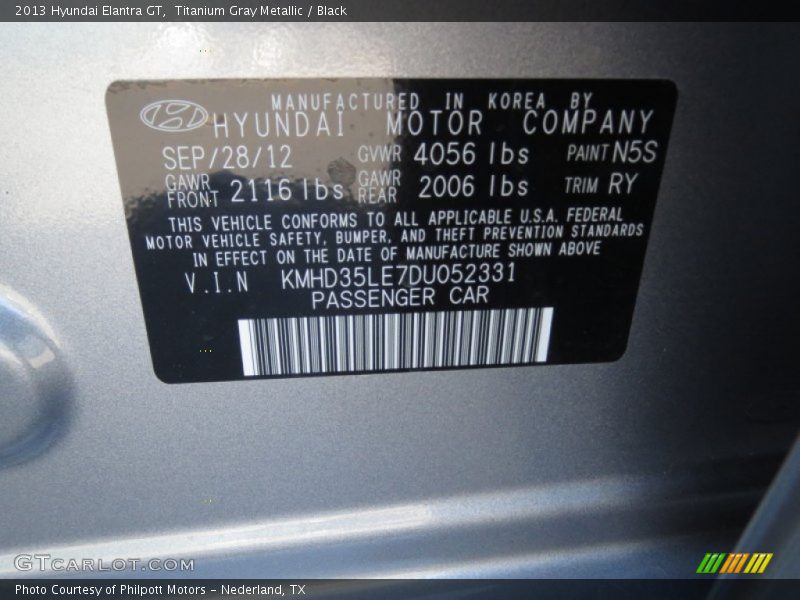 2013 Hyundai Elantra GT, Titanium Gray Metallic / Black
MANUFACTURED IN KOREA BY
HYUNDAI MOTOR COMPANY
SEP/28/12 GVWR 4056 lbs PAINT N5S
GAWR FRONT 2116 lbs GAWR REAR 2006 lbs TRIM RY
THIS VEHICLE CONFORMS TO ALL APPLICABLE U.S.A. FEDERAL
MOTOR VEHICLE SAFETY, BUMPER, AND THEFT PREVENTION STANDARDS
IN EFFECT ON THE DATE OF MANUFACTURE SHOWN ABOVE
V.I.N KMHD35LE7DU052331
PASSENGER CAR
GTCARLOT.COM
Photo Courtesy of Philpott Motors - Nederland, TX